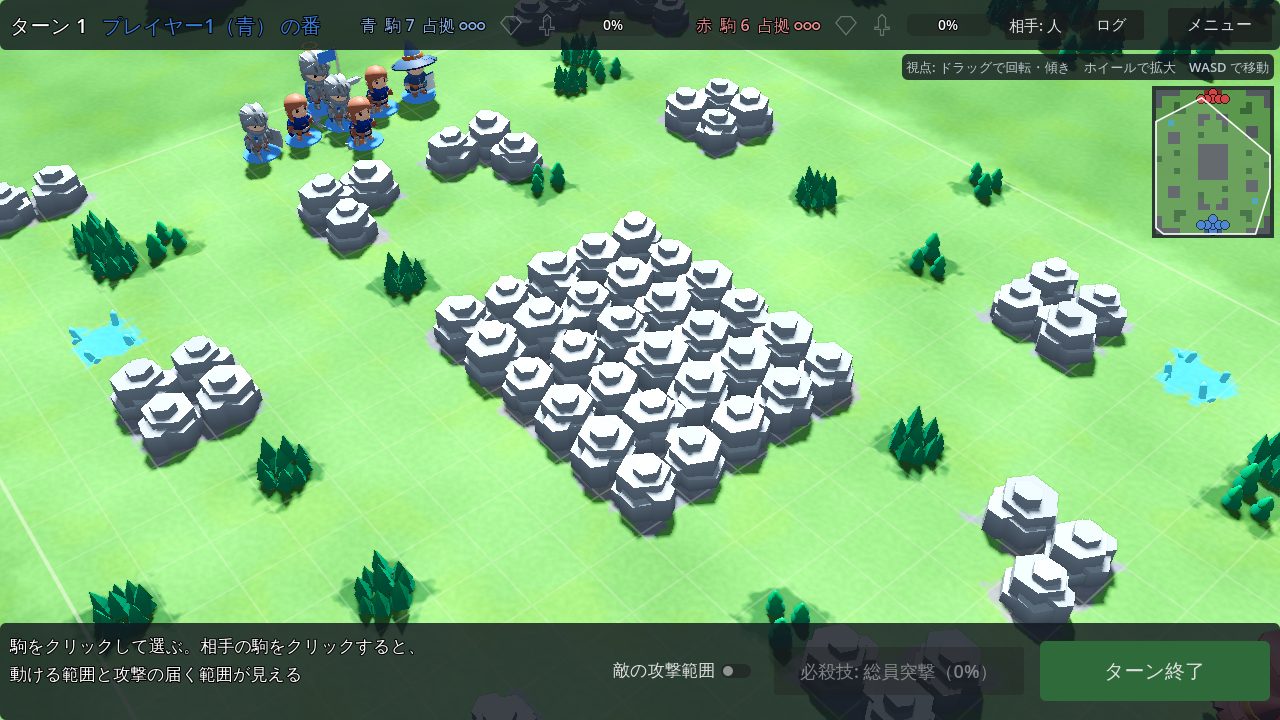 ターン 1 プレイヤー1（青）の番 青 駒 7 占拠 0% 赤 駒 6 占拠 0% 相手: 人 ログ メニュー
視点: ドラッグで回転・傾き ホイールで拡大 WASD で移動
駒をクリックして選ぶ。相手の駒をクリックすると、
動ける範囲と攻撃の届く範囲が見える
敵の攻撃範囲 必殺技: 総員突撃（0%） ターン終了